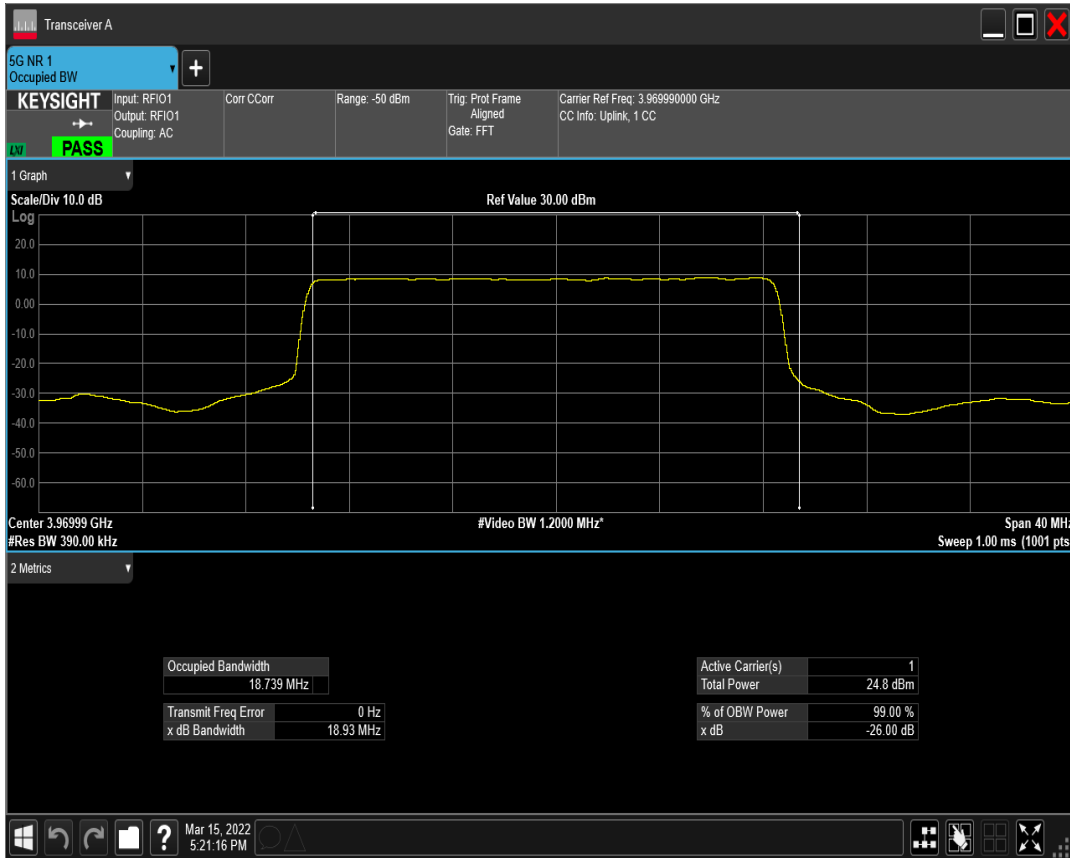 Transceiver A
5G NR 1
Occupied BW
KEYSIGHT
LXI
PASS
Input: RFIO1
Output: RFIO1
Coupling: AC
Corr CCorr
Range: -50 dBm
Trig: Prot Frame
Aligned
Gate: FFT
Carrier Ref Freq: 3.969990000 GHz
CC Info: Uplink, 1 CC
1 Graph
Scale/Div 10.0 dB
Ref Value 30.00 dBm
Log
20.0
10.0
0.00
-10.0
-20.0
-30.0
-40.0
-50.0
-60.0
Center 3.96999 GHz
#Video BW 1.2000 MHz*
Span 40 MHz
#Res BW 390.00 kHz
Sweep 1.00 ms (1001 pts
2 Metrics
Occupied Bandwidth
18.739 MHz
Transmit Freq Error 0 Hz
x dB Bandwidth 18.93 MHz
Active Carrier(s) 1
Total Power 24.8 dBm
% of OBW Power 99.00 %
x dB -26.00 dB
?
Mar 15, 2022
5:21:16 PM